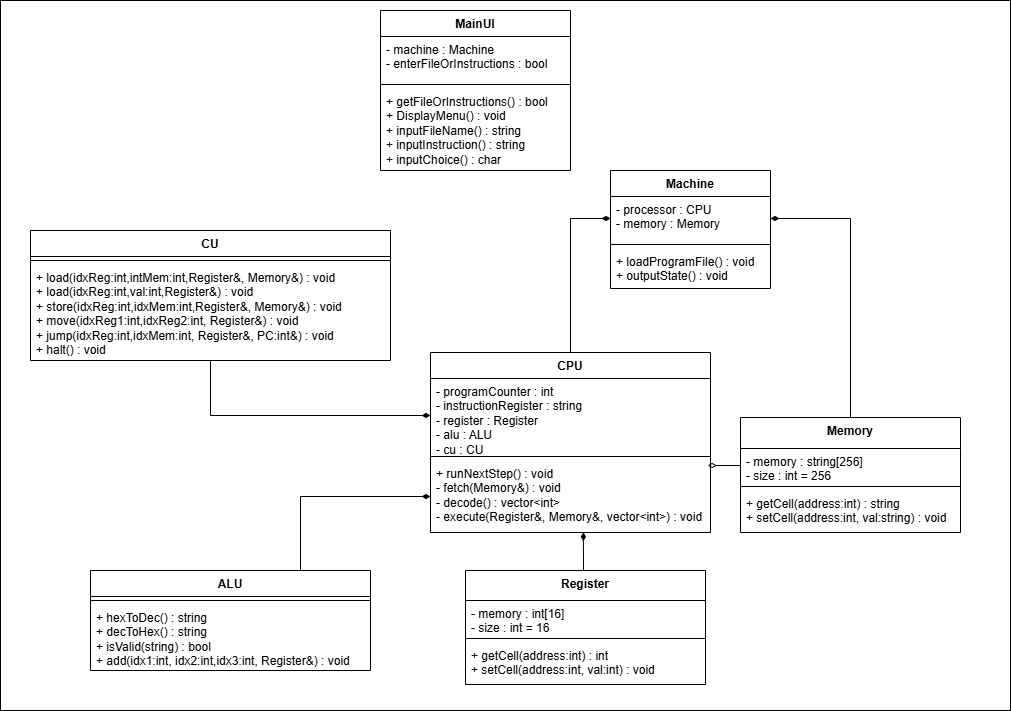 MainUI
- machine : Machine
- enterFileOrInstructions : bool
+ getFileOrInstructions() : bool
+ DisplayMenu() : void
+ inputFileName() : string
+ inputInstruction() : string
+ inputChoice() : char
Machine
- processor : CPU
- memory : Memory
+ loadProgramFile() : void
+ outputState() : void
CU
+ load(idxReg:int,intMem:int,Register&, Memory&) : void
+ load(idxReg:int,val:int,Register&) : void
+ store(idxReg:int,idxMem:int,Register&, Memory&) : void
+ move(idxReg1:int,idxReg2:int, Register&) : void
+ jump(idxReg:int,idxMem:int, Register&, PC:int&) : void
+ halt() : void
CPU
- programCounter : int
- instructionRegister : string
- register : Register
- alu : ALU
- cu : CU
+ runNextStep() : void
- fetch(Memory&) : void
- decode() : vector<int>
- execute(Register&, Memory&, vector<int>) : void
Memory
- memory : string[256]
- size : int = 256
+ getCell(address:int) : string
+ setCell(address:int, val:string) : void
ALU
+ hexToDec() : string
+ decToHex() : string
+ isValid(string) : bool
+ add(idx1:int, idx2:int,idx3:int, Register&) : void
Register
- memory : int[16]
- size : int = 16
+ getCell(address:int) : int
+ setCell(address:int, val:int) : void